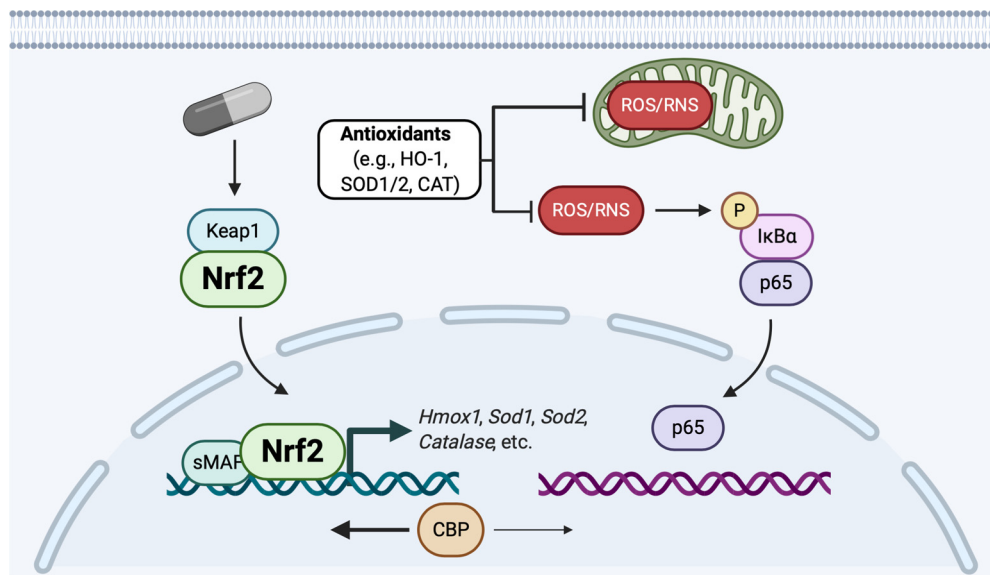 Antioxidants
(e.g., HO-1,
SOD1/2, CAT)
ROS/RNS
ROS/RNS
P
IκBα
p65
Keap1
Nrf2
Hmox1, Sod1, Sod2,
Catalase, etc.
sMAF
Nrf2
p65
CBP